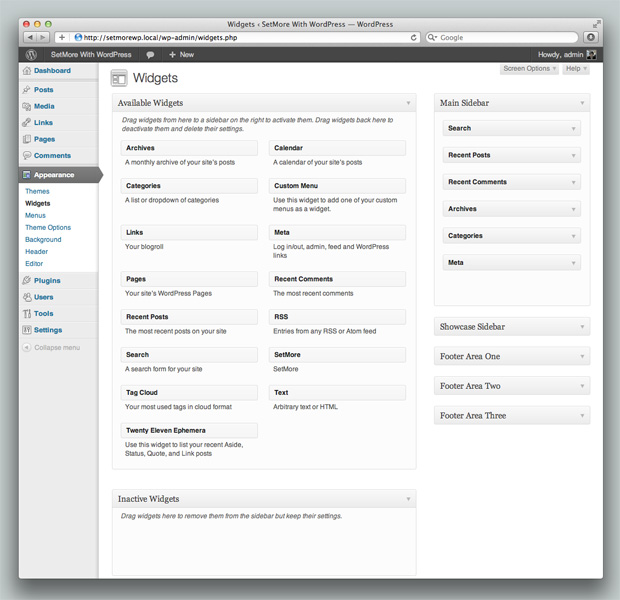 Widgets ‹ SetMore With WordPress — WordPress
http://setmorewp.local/wp-admin/widgets.php
Google
SetMore With WordPress
New
Howdy, admin
Screen Options
Help
Dashboard
Posts
Media
Links
Pages
Comments
Appearance
Themes
Widgets
Menus
Theme Options
Background
Header
Editor
Plugins
Users
Tools
Settings
Collapse menu
Widgets
Available Widgets
Drag widgets from here to a sidebar on the right to activate them. Drag widgets back here to
deactivate them and delete their settings.
Archives
A monthly archive of your site's posts
Calendar
A calendar of your site's posts
Categories
A list or dropdown of categories
Custom Menu
Use this widget to add one of your custom
menus as a widget.
Links
Your blogroll
Meta
Log in/out, admin, feed and WordPress
links
Pages
Your site's WordPress Pages
Recent Comments
The most recent comments
Recent Posts
The most recent posts on your site
RSS
Entries from any RSS or Atom feed
Search
A search form for your site
SetMore
SetMore
Tag Cloud
Your most used tags in cloud format
Text
Arbitrary text or HTML
Twenty Eleven Ephemera
Use this widget to list your recent Aside,
Status, Quote, and Link posts
Inactive Widgets
Drag widgets here to remove them from the sidebar but keep their settings.
Main Sidebar
Search
Recent Posts
Recent Comments
Archives
Categories
Meta
Showcase Sidebar
Footer Area One
Footer Area Two
Footer Area Three